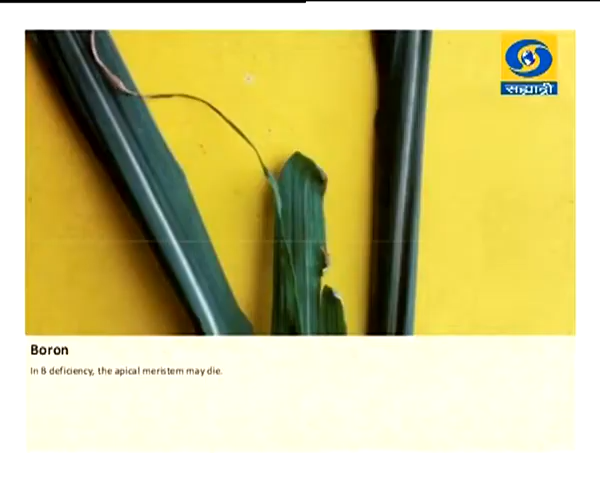 सह्याद्री
Boron
In B deficiency, the apical meristem may die.